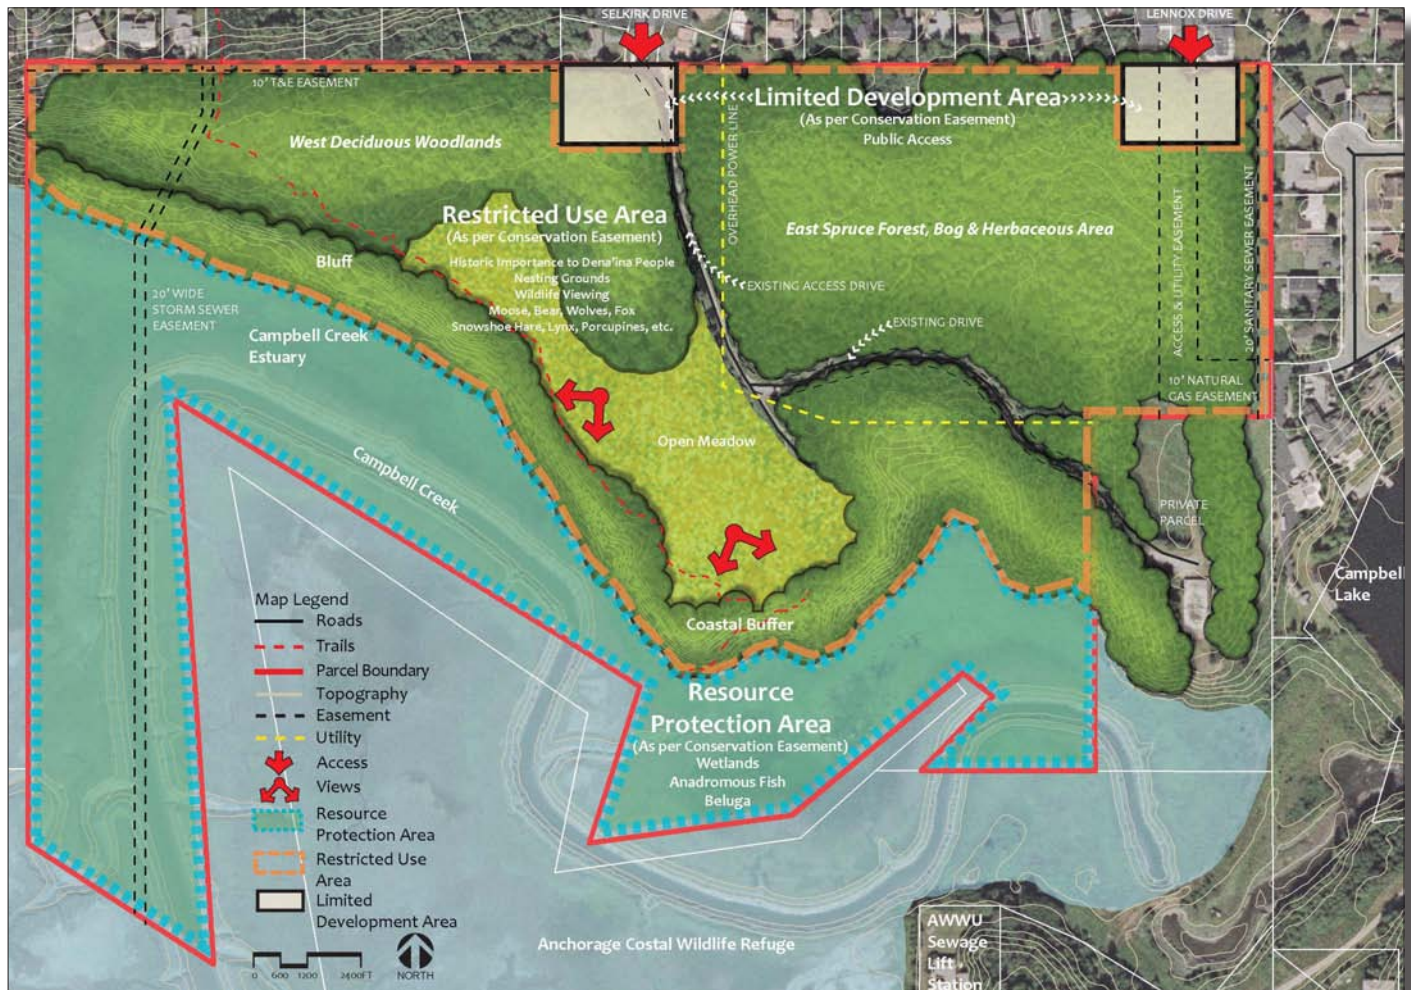 SELKIRK DRIVE
LENNOX DRIVE
10' T&E EASEMENT
Limited Development Area
(As per Conservation Easement)
Public Access
West Deciduous Woodlands
OVERHEAD POWER LINE
Restricted Use Area
(As per Conservation Easement)
Historic Importance to Dena'ina People
Nesting Grounds
Wildlife Viewing
Moose, Bear, Wolves, Fox
Snowshoe Hare, Lynx, Porcupines, etc.
East Spruce Forest, Bog & Herbaceous Area
ACCESS & UTILITY EASEMENT
20' SANITARY SEWER EASEMENT
Bluff
EXISTING ACCESS DRIVE
20' WIDE
STORM SEWER
EASEMENT
EXISTING DRIVE
Campbell Creek
Estuary
10' NATURAL
GAS EASEMENT
Open Meadow
Campbell Creek
PRIVATE
PARCEL
Campbell
Lake
Coastal Buffer
Map Legend
Roads
Trails
Parcel Boundary
Topography
Easement
Utility
Access
Views
Resource
Protection Area
Restricted Use
Area
Limited
Development Area
0 600 1200 2400FT
NORTH
Resource
Protection Area
(As per Conservation Easement)
Wetlands
Anadromous Fish
Beluga
Anchorage Costal Wildlife Refuge
AWWU
Sewage
Lift
Station